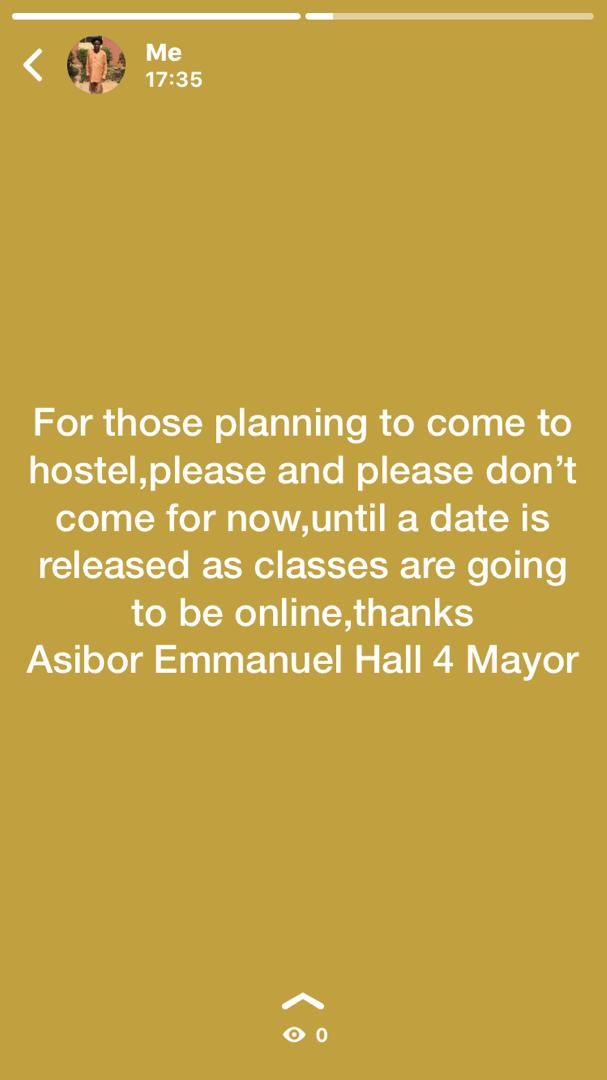 Me
17:35
For those planning to come to
hostel,please and please don’t
come for now,until a date is
released as classes are going
to be online,thanks
Asibor Emmanuel Hall 4 Mayor
0